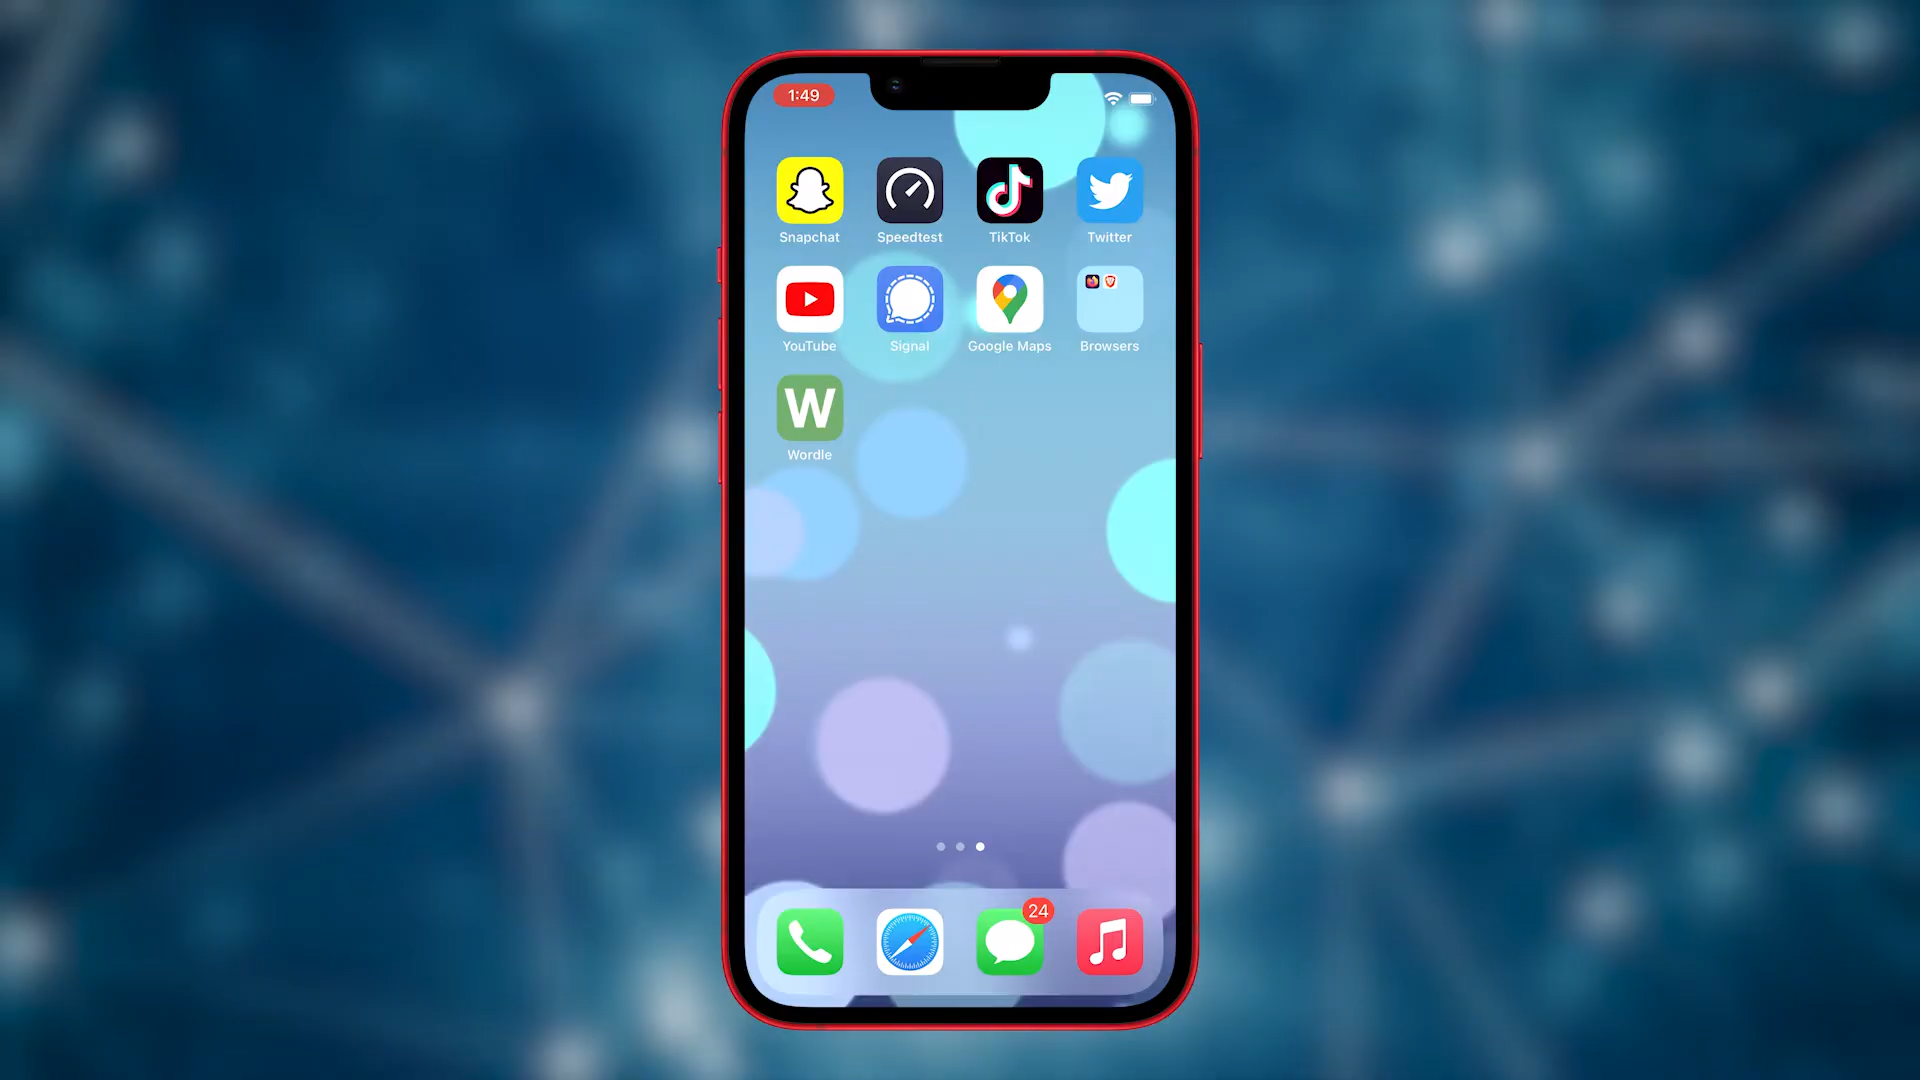 1:49
Snapchat Speedtest TikTok Twitter
YouTube Signal Google Maps Browsers
W
Wordle
24